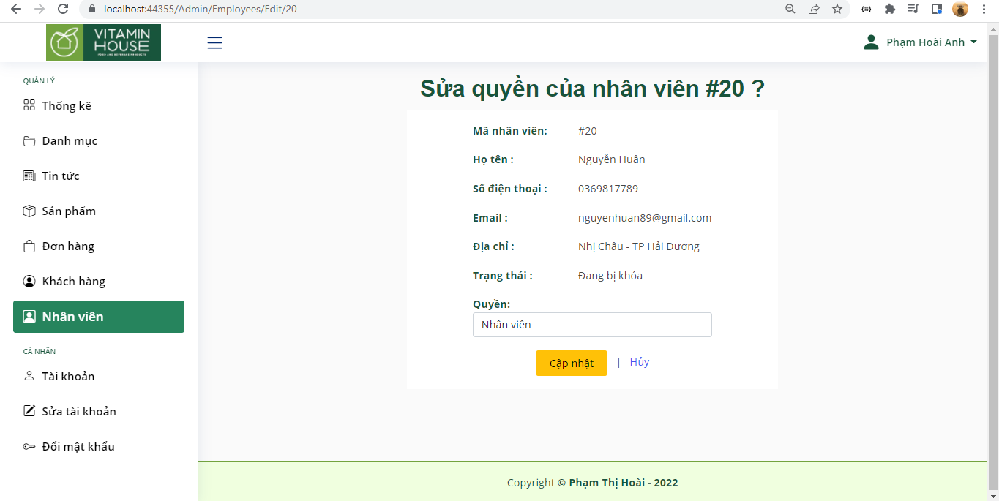 localhost:44355/Admin/Employees/Edit/20
VITAMIN
HOUSE
FOOD AND BEVERAGE PRODUCTS
Phạm Hoài Anh
QUẢN LÝ
Thống kê
Danh mục
Tin tức
Sản phẩm
Đơn hàng
Khách hàng
Nhân viên
CÁ NHÂN
Tài khoản
Sửa tài khoản
Đổi mật khẩu
Sửa quyền của nhân viên #20 ?
Mã nhân viên: #20
Họ tên : Nguyễn Huân
Số điện thoại : 0369817789
Email : nguyenhuan89@gmail.com
Địa chỉ : Nhị Châu - TP Hải Dương
Trạng thái : Đang bị khóa
Quyền:
Nhân viên
Cập nhật | Hủy
Copyright © Phạm Thị Hoài - 2022